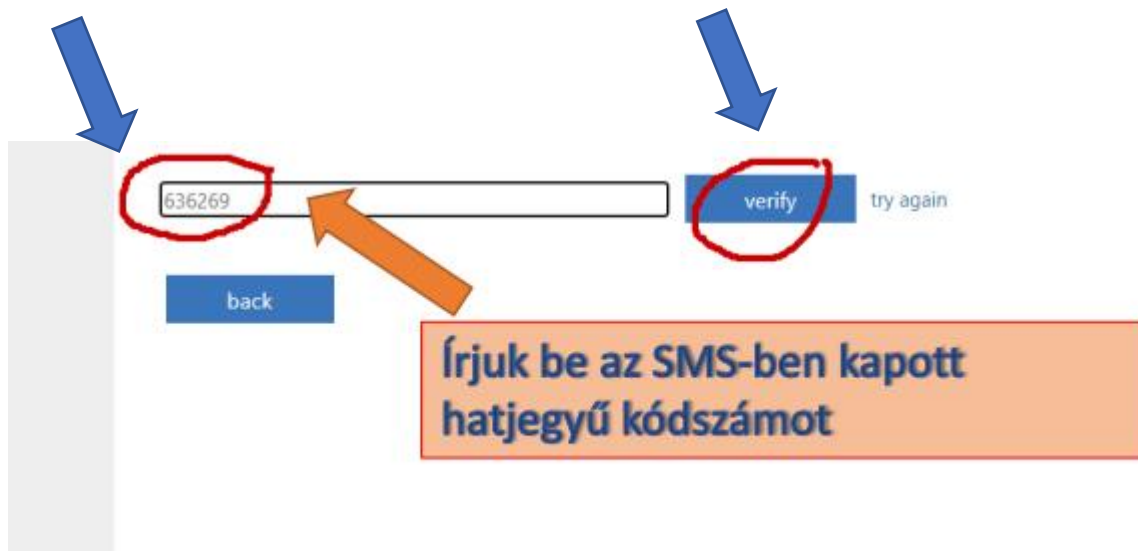 636269
verify
try again
back
Írjuk be az SMS-ben kapott
hatjegyű kódszámot